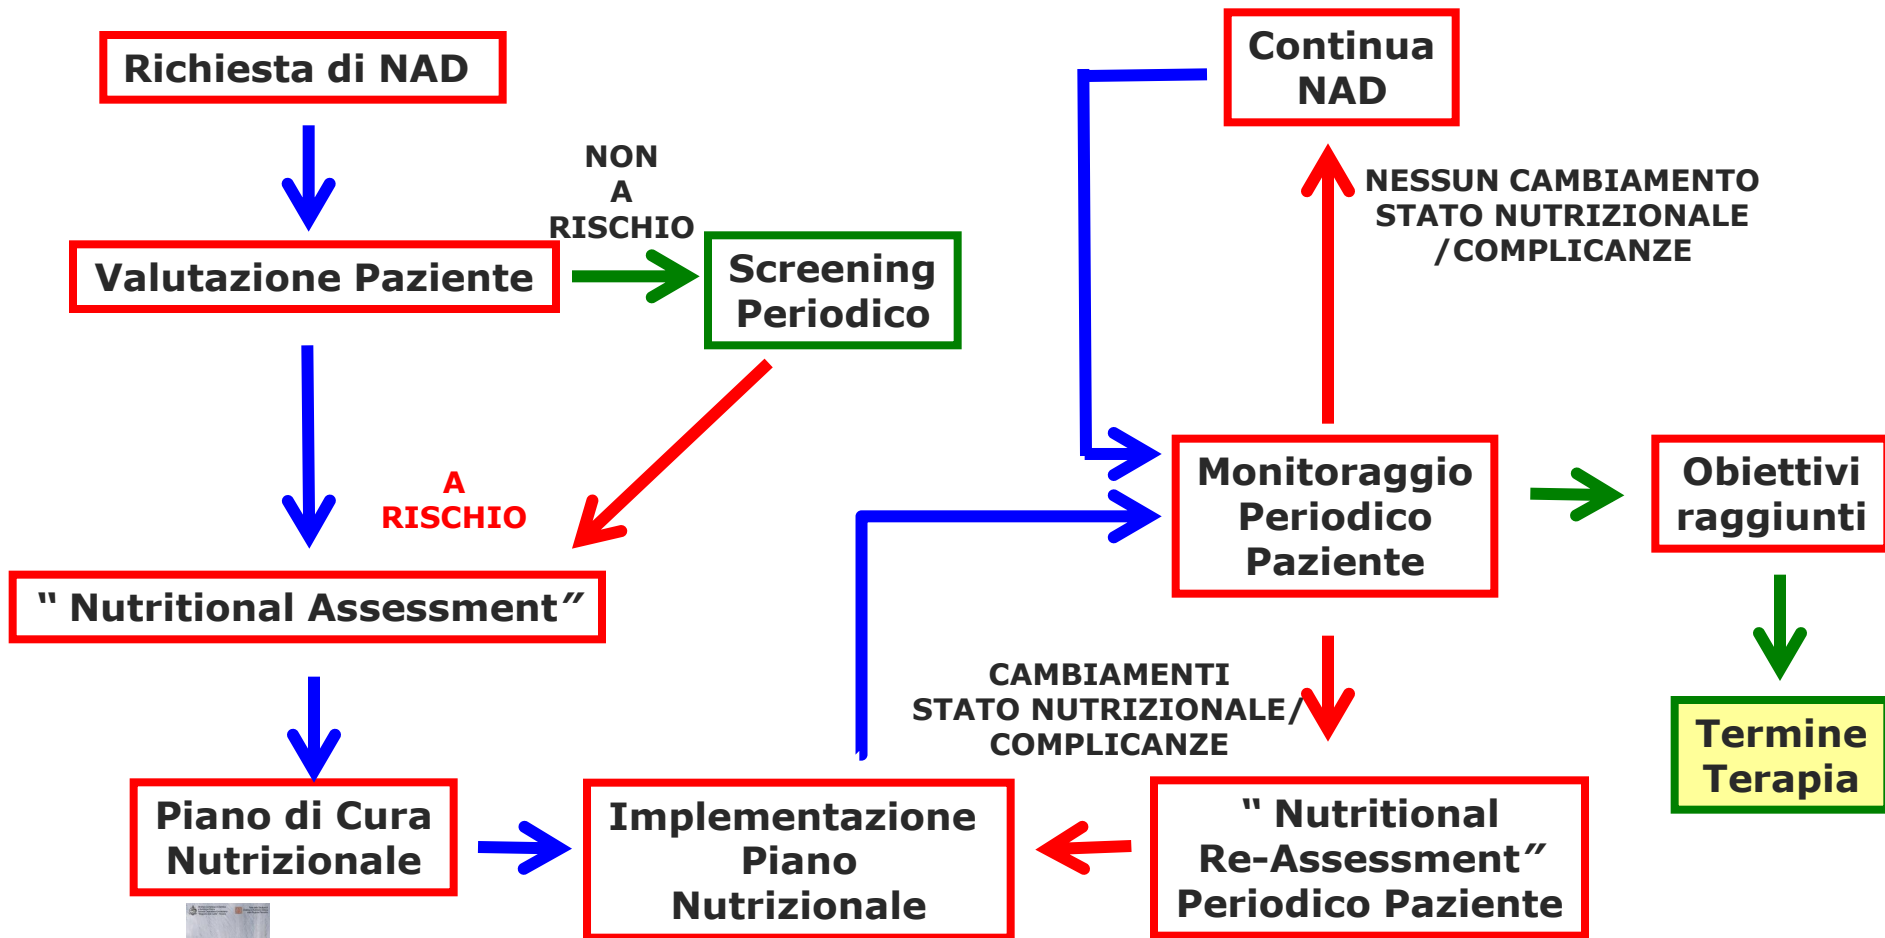 Richiesta di NAD
NON
A
RISCHIO
Valutazione Paziente
Screening
Periodico
A
RISCHIO
“ Nutritional Assessment”
Piano di Cura
Nutrizionale
Implementazione
Piano
Nutrizionale
Continua
NAD
NESSUN CAMBIAMENTO
STATO NUTRIZIONALE
/COMPLICANZE
Monitoraggio
Periodico
Paziente
Obiettivi
raggiunti
CAMBIAMENTI
STATO NUTRIZIONALE/
COMPLICANZE
Termine
Terapia
“ Nutritional
Re-Assessment”
Periodico Paziente